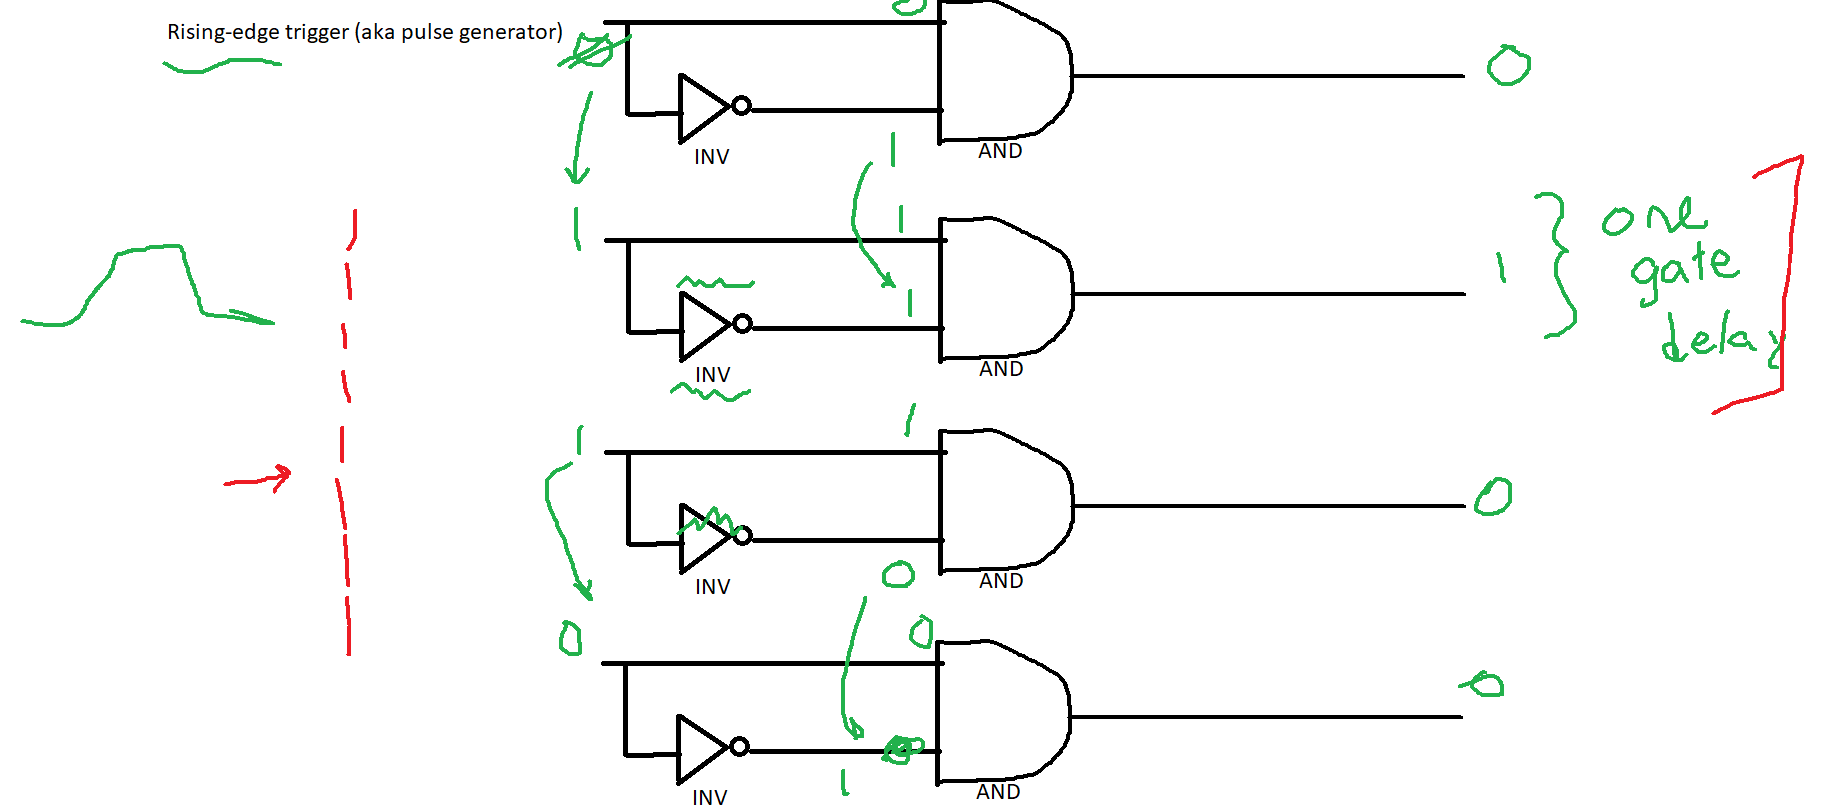 0
Rising-edge trigger (aka pulse generator)
0
INV
AND
1
1
1
1
1
one
gate
delay
INV
AND
1
1
0
INV
AND
0
0
0
0
1
INV
AND